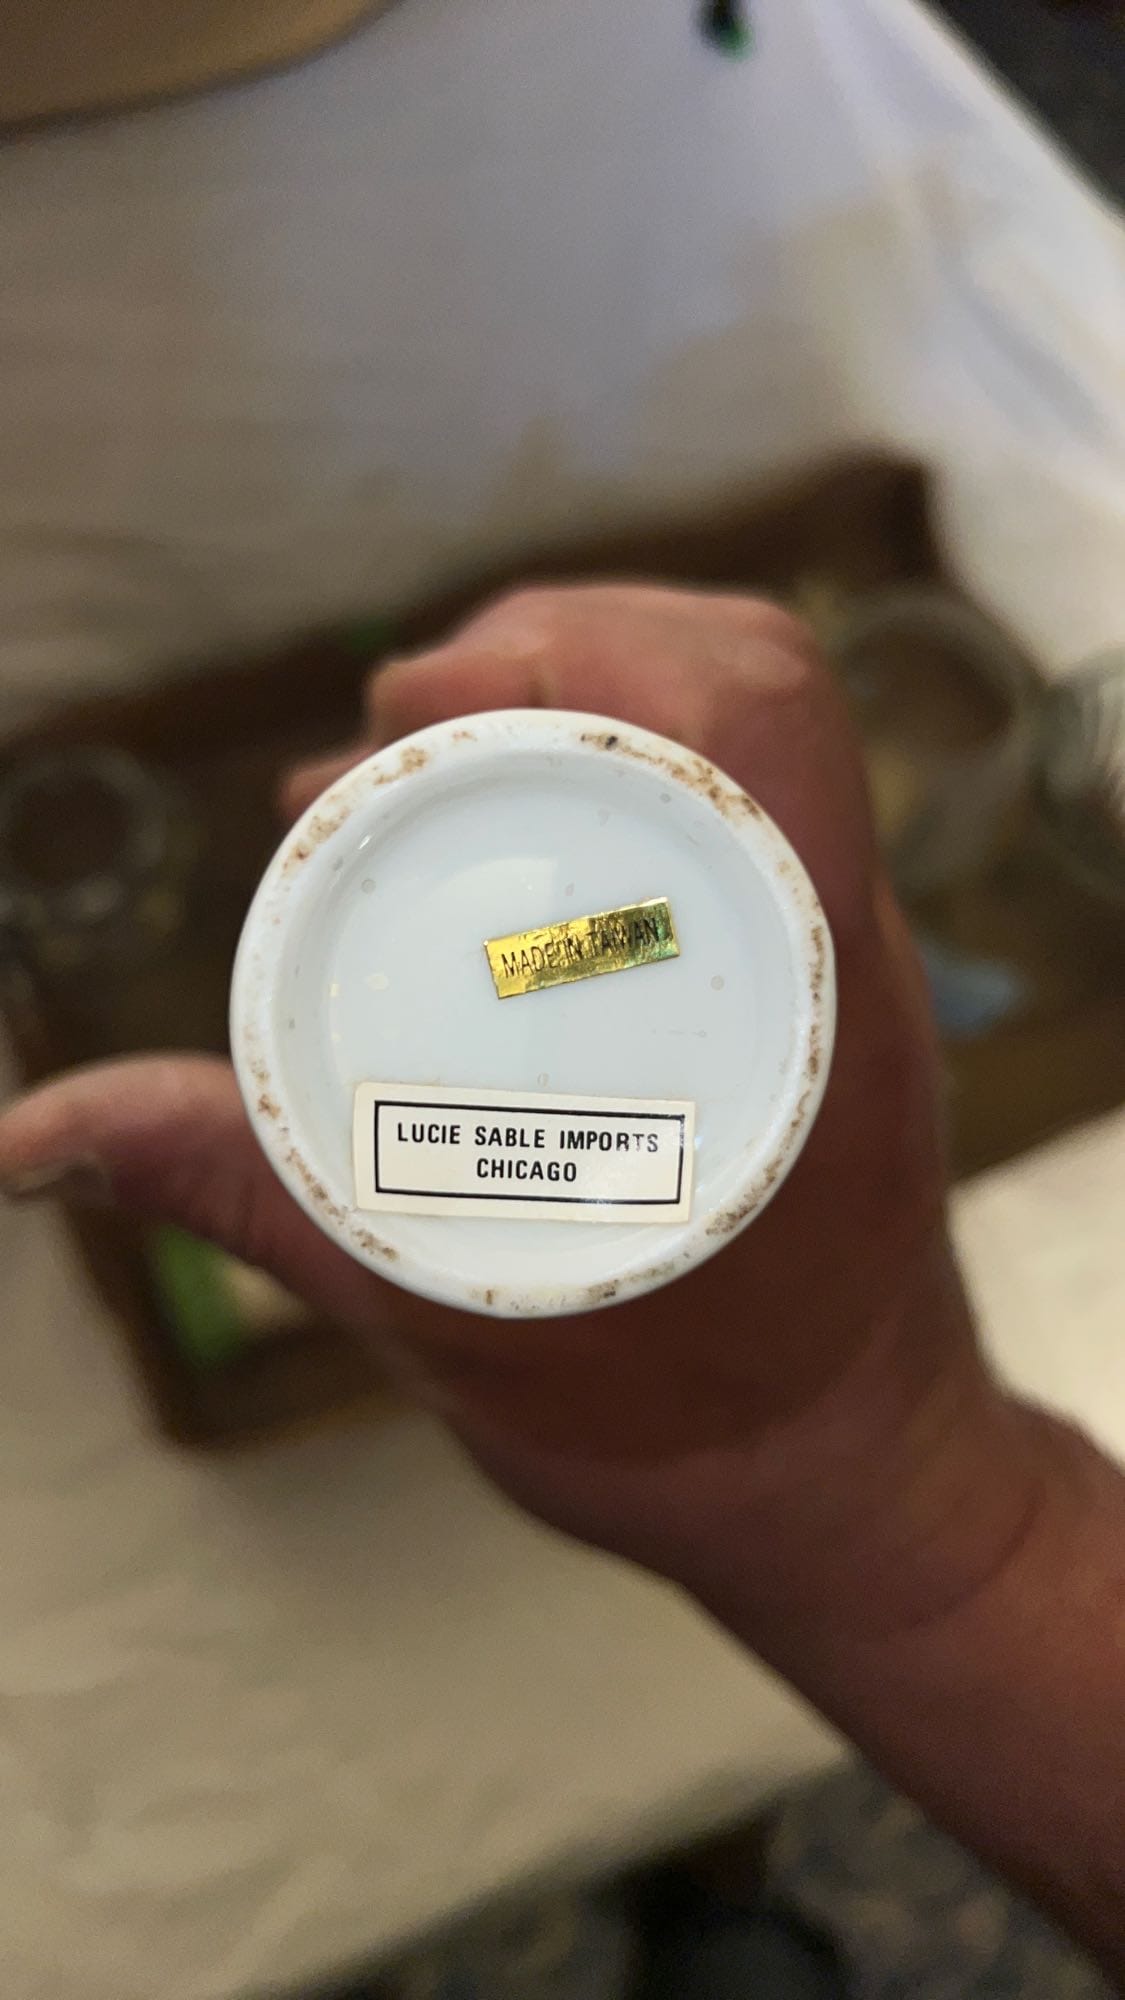 MADE IN TAIWAN
LUCIE SABLE IMPORTS
CHICAGO